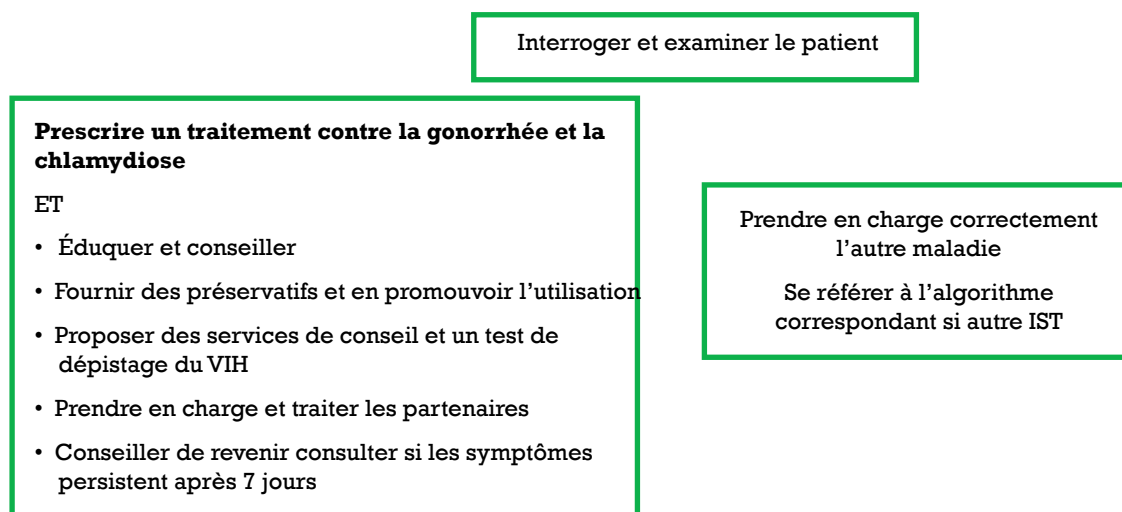 Interroger et examiner le patient
Prescrire un traitement contre la gonorrhée et la
chlamydiose
ET
• Éduquer et conseiller
• Fournir des préservatifs et en promouvoir l’utilisation
• Proposer des services de conseil et un test de
dépistage du VIH
• Prendre en charge et traiter les partenaires
• Conseiller de revenir consulter si les symptômes
persistent après 7 jours
Prendre en charge correctement
l’autre maladie
Se référer à l’algorithme
correspondant si autre IST